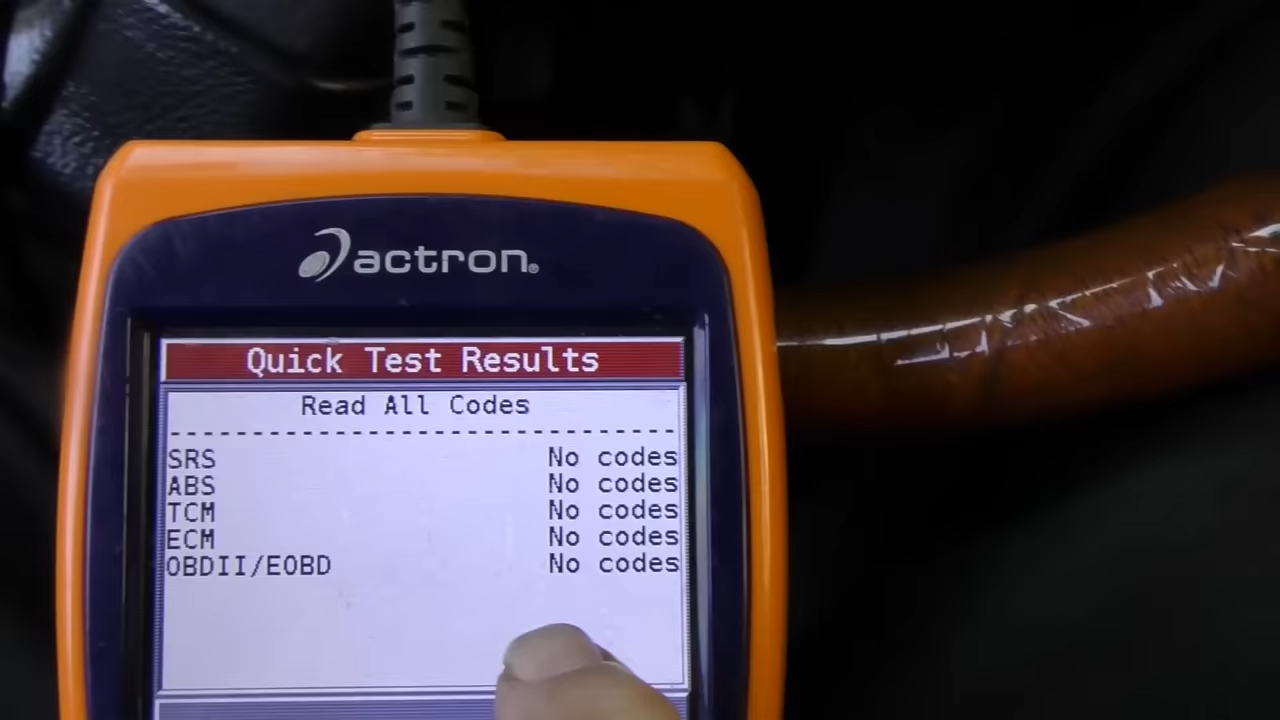 actron®
Quick Test Results
Read All Codes
--------------------------------
SRS No codes
ABS No codes
TCM No codes
ECM No codes
OBDII/EOBD No codes